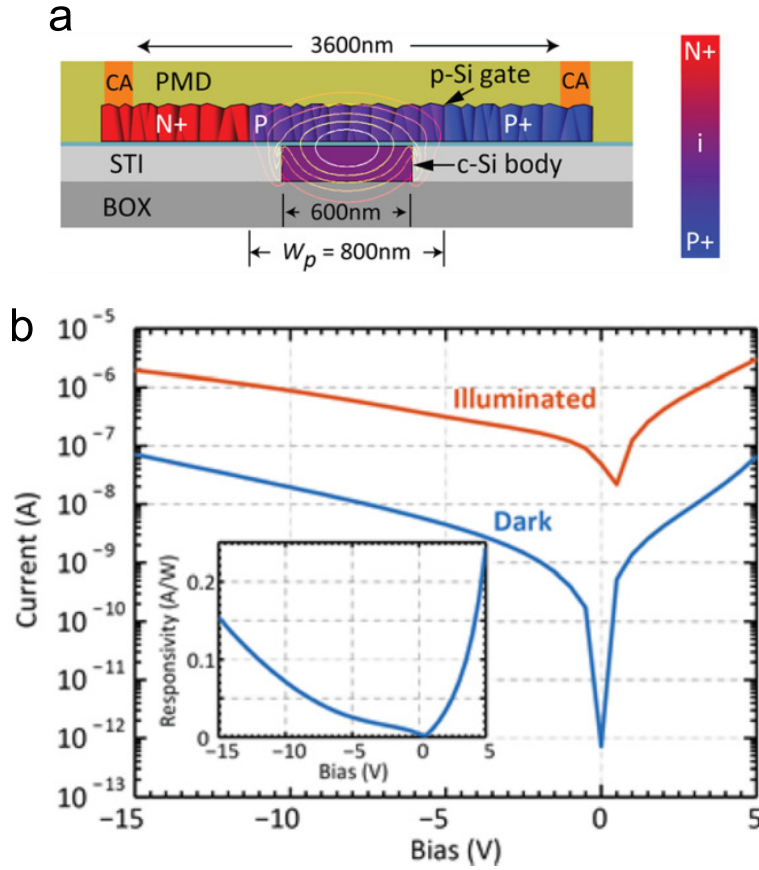 a
3600nm
CA
PMD
p-Si gate
CA
N+
N+
P
P+
i
STI
c-Si body
BOX
600nm
P+
Wp = 800nm
b
10⁻⁵
10⁻⁶
10⁻⁷
10⁻⁸
10⁻⁹
10⁻¹⁰
10⁻¹¹
10⁻¹²
10⁻¹³
Current (A)
Illuminated
Dark
Responsivity (A/W)
0.2
0.1
0
−15
−10
−5
0
5
Bias (V)
−15
−10
−5
0
5
Bias (V)